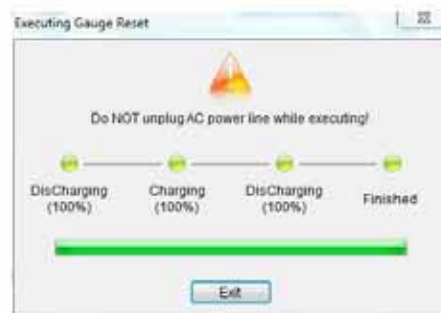 Executing Gauge Reset
Do NOT unplug AC power line while executing!
DisCharging Charging DisCharging Finished
(100%) (100%) (100%)
Exit